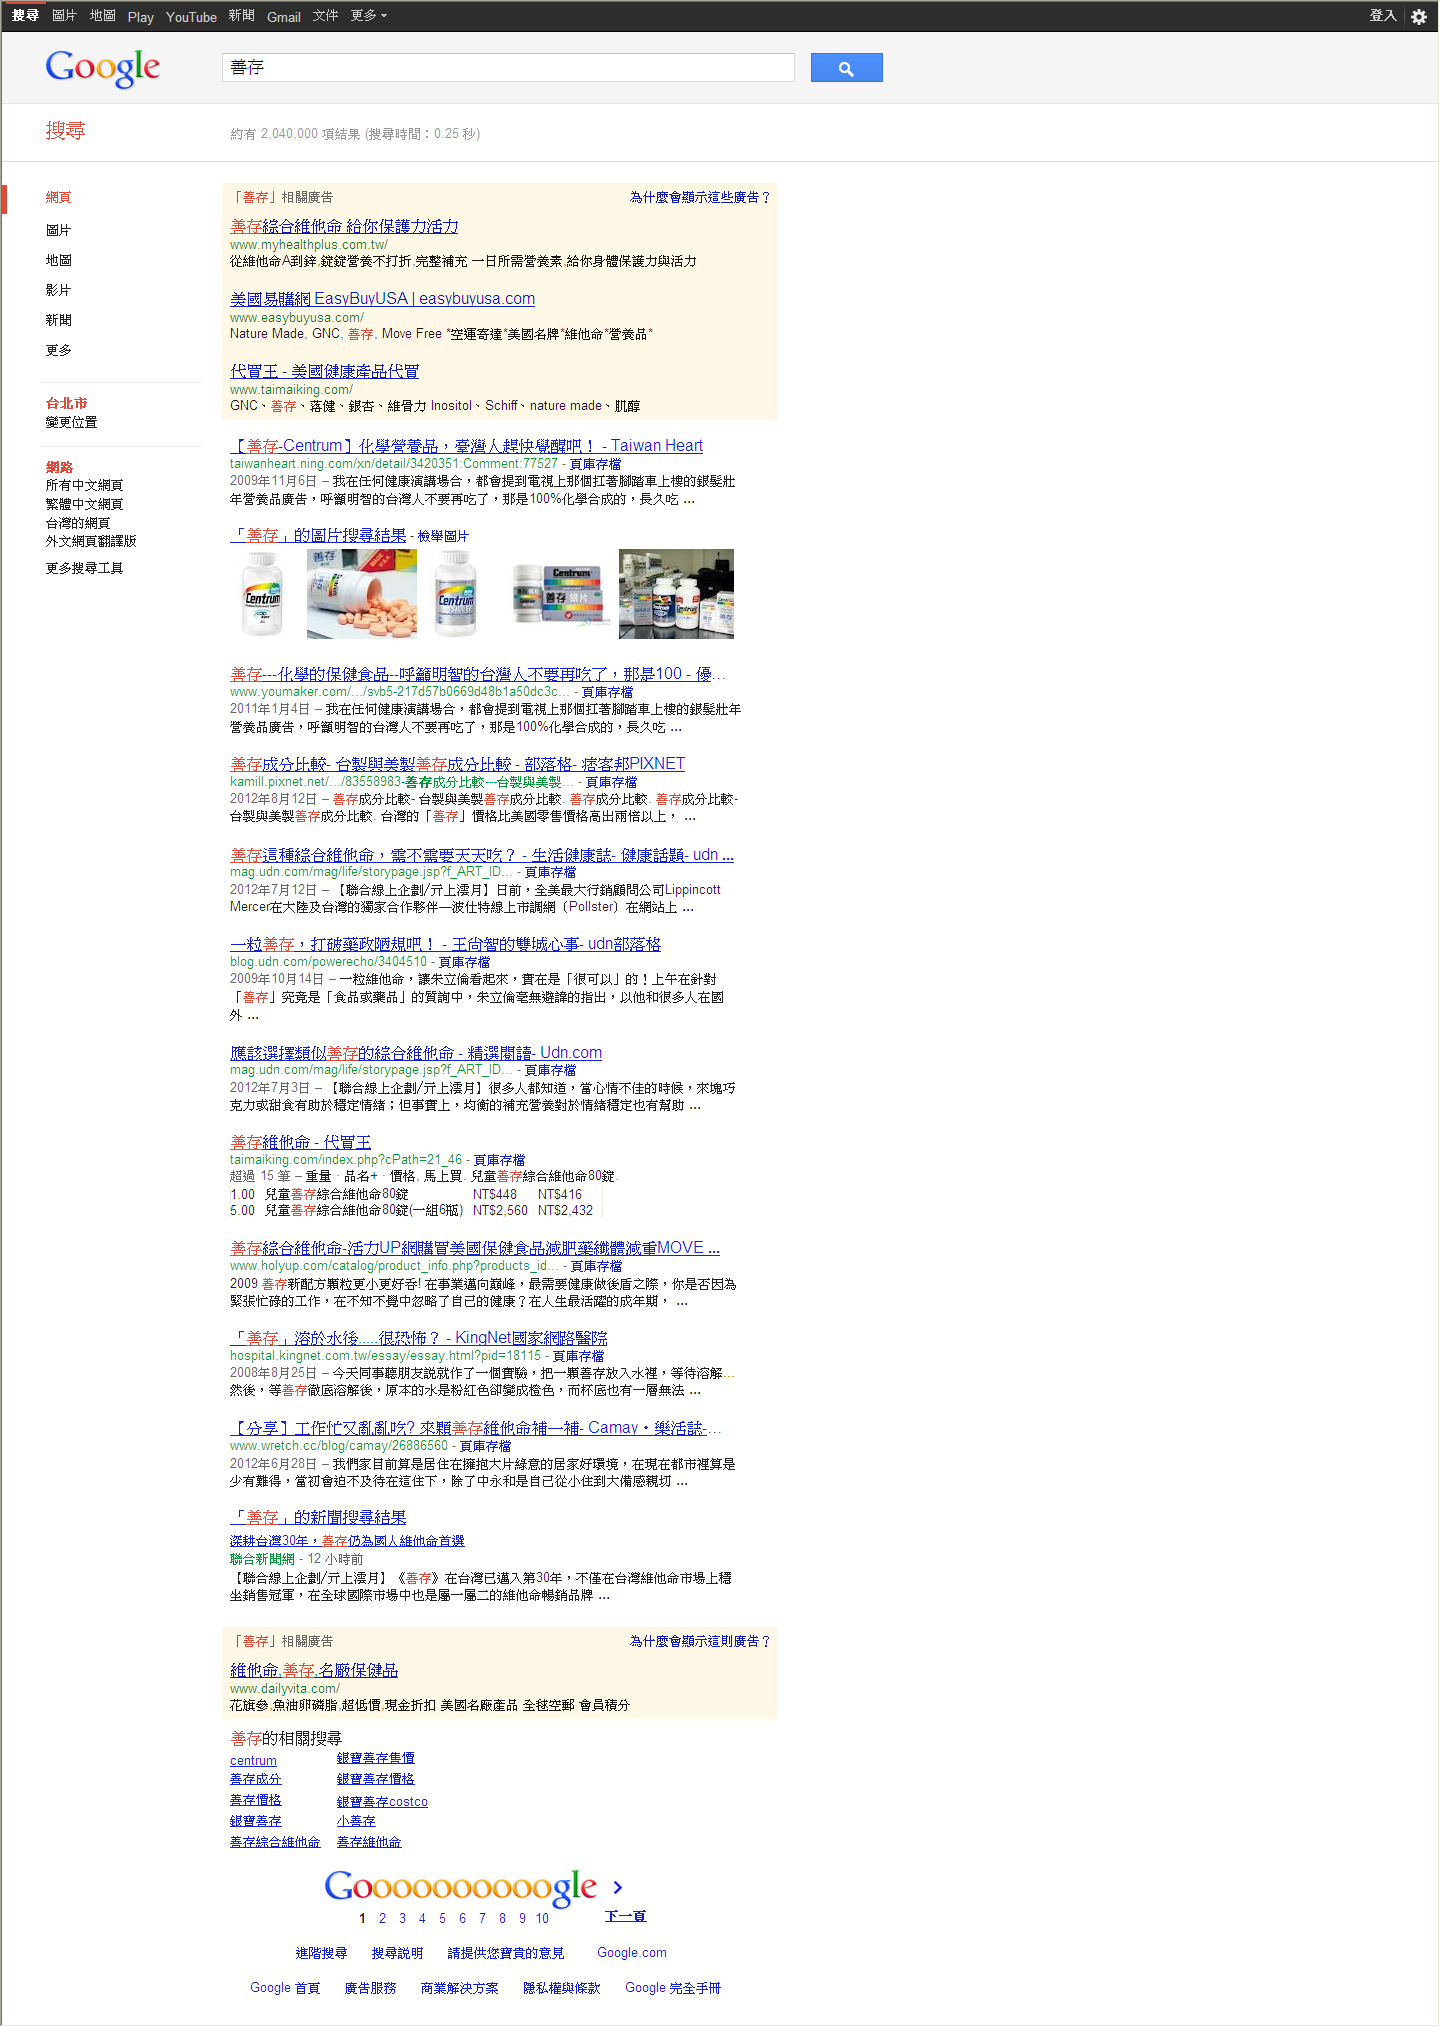 搜尋 圖片 地圖 Play YouTube 新聞 Gmail 文件 更多
登入
Google
善存
搜尋
約有 2,040,000 項結果 (搜尋時間：0.25 秒)
網頁
圖片
地圖
影片
新聞
更多
台北市
變更位置
網路
所有中文網頁
繁體中文網頁
台灣的網頁
外文網頁翻譯版
更多搜尋工具
「善存」相關廣告 為什麼會顯示這些廣告？
善存綜合維他命 給你保護力活力
www.myhealthplus.com.tw/
從維他命A到鋅,錠錠營養不打折,完整補充 一日所需營養素,給你身體保護力與活力
美國易購網 EasyBuyUSA | easybuyusa.com
www.easybuyusa.com/
Nature Made, GNC, 善存, Move Free *空運寄達*美國名牌*維他命*營養品*
代買王 - 美國健康產品代買
www.taimaiking.com/
GNC、善存、落健、銀杏、維骨力 Inositol、Schiff、nature made、肌醇
【善存-Centrum】化學營養品，臺灣人趕快覺醒吧！ - Taiwan Heart
taiwanheart.ning.com/xn/detail/3420351:Comment:77527 - 頁庫存檔
2009年11月6日 – 我在任何健康演講場合，都會提到電視上那個扛著腳踏車上樓的銀髮壯
年營養品廣告，呼籲明智的台灣人不要再吃了，那是100%化學合成的，長久吃 ...
「善存」的圖片搜尋結果 - 檢舉圖片
善存
Centrum
Centrum
Centrum
善存 银片
善存---化學的保健食品--呼籲明智的台灣人不要再吃了，那是100 - 優...
www.youmaker.com/.../svb5-217d57b0669d48b1a50dc3c... - 頁庫存檔
2011年1月4日 – 我在任何健康演講場合，都會提到電視上那個扛著腳踏車上樓的銀髮壯年
營養品廣告，呼籲明智的台灣人不要再吃了，那是100%化學合成的，長久吃 ...
善存成分比較- 台製與美製善存成分比較 - 部落格- 痞客邦PIXNET
kamill.pixnet.net/.../83558983-善存成分比較---台製與美製... - 頁庫存檔
2012年8月12日 – 善存成分比較- 台製與美製善存成分比較. 善存成分比較. 善存成分比較-
台製與美製善存成分比較. 台灣的「善存」價格比美國零售價格高出兩倍以上， ...
善存這種綜合維他命，需不需要天天吃？ - 生活健康誌- 健康話題- udn ...
mag.udn.com/mag/life/storypage.jsp?f_ART_ID... - 頁庫存檔
2012年7月12日 – 【聯合線上企劃/亓上澐月】日前，全美最大行銷顧問公司Lippincott
Mercer在大陸及台灣的獨家合作夥伴—波仕特線上市調網〔Pollster〕在網站上 ...
一粒善存，打破藥政陋規吧！ - 王尚智的雙城心事- udn部落格
blog.udn.com/powerecho/3404510 - 頁庫存檔
2009年10月14日 – 一粒維他命，讓朱立倫看起來，實在是「很可以」的！上午在針對
「善存」究竟是「食品或藥品」的質詢中，朱立倫毫無避諱的指出，以他和很多人在國
外 ...
應該選擇類似善存的綜合維他命 - 精選閱讀- Udn.com
mag.udn.com/mag/life/storypage.jsp?f_ART_ID... - 頁庫存檔
2012年7月3日 – 【聯合線上企劃/亓上澐月】很多人都知道，當心情不佳的時候，來塊巧
克力或甜食有助於穩定情緒；但事實上，均衡的補充營養對於情緒穩定也有幫助 ...
善存維他命 - 代買王
taimaiking.com/index.php?cPath=21_46 - 頁庫存檔
超過 15 筆 – 重量 · 品名+ · 價格, 馬上買. 兒童善存綜合維他命80錠.
1.00 兒童善存綜合維他命80錠 NT$448 NT$416
5.00 兒童善存綜合維他命80錠(一組6瓶) NT$2,560 NT$2,432
善存綜合維他命-活力UP網購買美國保健食品減肥藥纖體減重MOVE ...
www.holyup.com/catalog/product_info.php?products_id... - 頁庫存檔
2009 善存新配方顆粒更小更好吞! 在事業邁向巔峰，最需要健康做後盾之際，你是否因為
緊張忙碌的工作，在不知不覺中忽略了自己的健康？在人生最活躍的成年期， ...
「善存」溶於水後.....很恐怖？ - KingNet國家網路醫院
hospital.kingnet.com.tw/essay/essay.html?pid=18115 - 頁庫存檔
2008年8月25日 – 今天同事聽朋友說就作了一個實驗，把一顆善存放入水裡，等待溶解...
然後，等善存徹底溶解後，原本的水是粉紅色卻變成橙色，而杯底也有一層無法 ...
【分享】工作忙又亂亂吃? 來顆善存維他命補一補- Camay・樂活誌-...
www.wretch.cc/blog/camay/26886560 - 頁庫存檔
2012年6月28日 – 我們家目前算是居住在擁抱大片綠意的居家好環境，在現在都市裡算是
少有難得，當初會迫不及待在這住下，除了中永和是自己從小住到大備感親切 ...
「善存」的新聞搜尋結果
深耕台灣30年，善存仍為國人維他命首選
聯合新聞網 - 12 小時前
【聯合線上企劃/亓上澐月】《善存》在台灣已邁入第30年，不僅在台灣維他命市場上穩
坐銷售冠軍，在全球國際市場中也是屬一屬二的維他命暢銷品牌 ...
「善存」相關廣告 為什麼會顯示這則廣告？
維他命,善存,名廠保健品
www.dailyvita.com/
花旗參,魚油卵磷脂,超低價,現金折扣 美國名廠產品 全毬空郵 會員積分
善存的相關搜尋
centrum 銀寶善存售價
善存成分 銀寶善存價格
善存價格 銀寶善存costco
銀寶善存 小善存
善存綜合維他命 善存維他命
Goooooooooogle
1 2 3 4 5 6 7 8 9 10 下一頁
進階搜尋 搜尋說明 請提供您寶貴的意見 Google.com
Google 首頁 廣告服務 商業解決方案 隱私權與條款 Google 完全手冊